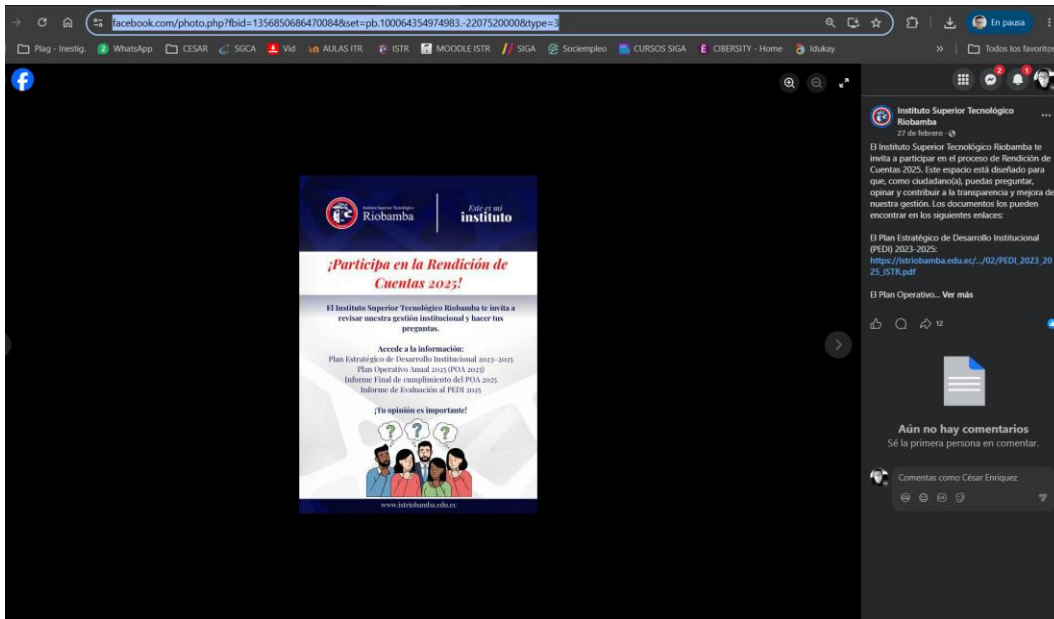 facebook.com/photo.php?fbid=1356850686470084&set=pb.100064354974983.-2207520000&type=3
En pausa
Plag - Inestig.
2 WhatsApp
CESAR
SGCA
Vid
AULAS ITR
ISTR
MOODLE ISTR
SIGA
Sociempleo
CURSOS SIGA
CIBERSITY - Home
Idukay
»
Todos los favoritos
2
1
Instituto Superior Tecnológico
Riobamba
Este es mi
instituto
¡Participa en la Rendición de
Cuentas 2025!
El Instituto Superior Tecnológico Riobamba te invita a
revisar nuestra gestión institucional y hacer tus
preguntas.
Accede a la información:
Plan Estratégico de Desarrollo Institucional 2023-2025
Plan Operativo Anual 2025 (POA 2025)
Informe Final de cumplimiento del POA 2025
Informe de Evaluación al PEDI 2025
¡Tu opinión es importante!
? ? ?
www.istriobamba.edu.ec
Instituto Superior Tecnológico
Riobamba
27 de febrero ·
El Instituto Superior Tecnológico Riobamba te
invita a participar en el proceso de Rendición de
Cuentas 2025. Este espacio está diseñado para
que, como ciudadano(a), puedas preguntar,
opinar y contribuir a la transparencia y mejora de
nuestra gestión. Los documentos los pueden
encontrar en los siguientes enlaces:
El Plan Estratégico de Desarrollo Institucional
(PEDI) 2023-2025:
https://istriobamba.edu.ec/.../02/PEDI_2023_20
25_ISTR.pdf
El Plan Operativo... Ver más
12
Aún no hay comentarios
Sé la primera persona en comentar.
Comentas como César Enriquez